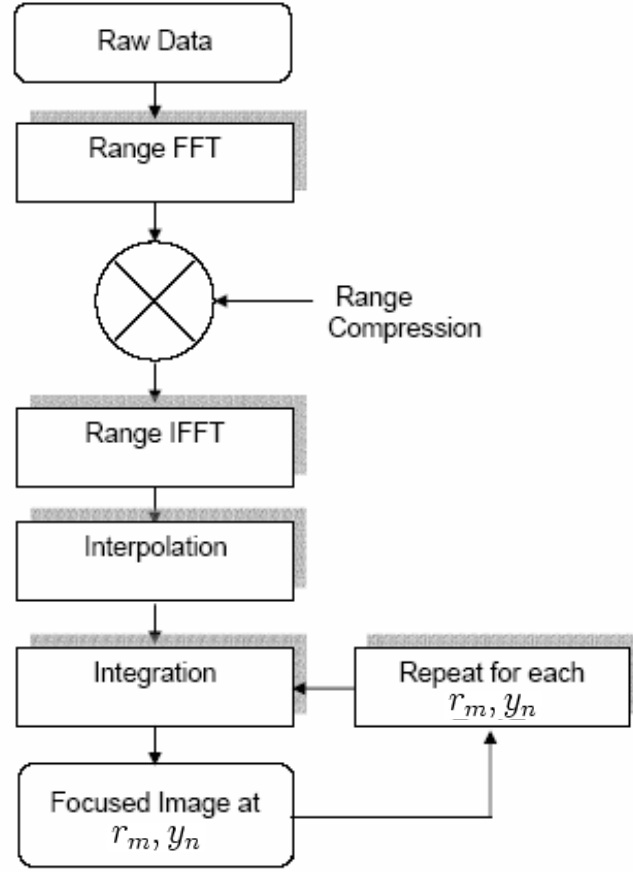 Raw Data
Range FFT
Range
Compression
Range IFFT
Interpolation
Integration
Repeat for each
r_m, y_n
Focused Image at
r_m, y_n